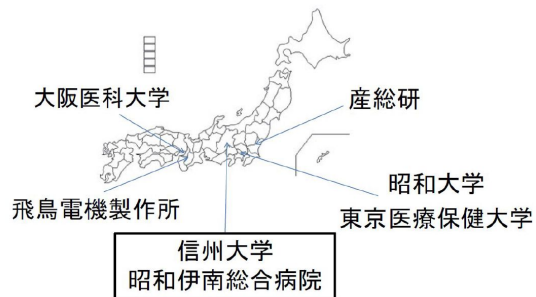 大阪医科大学
産総研
昭和大学
飛鳥電機製作所
東京医療保健大学
信州大学
昭和伊南総合病院